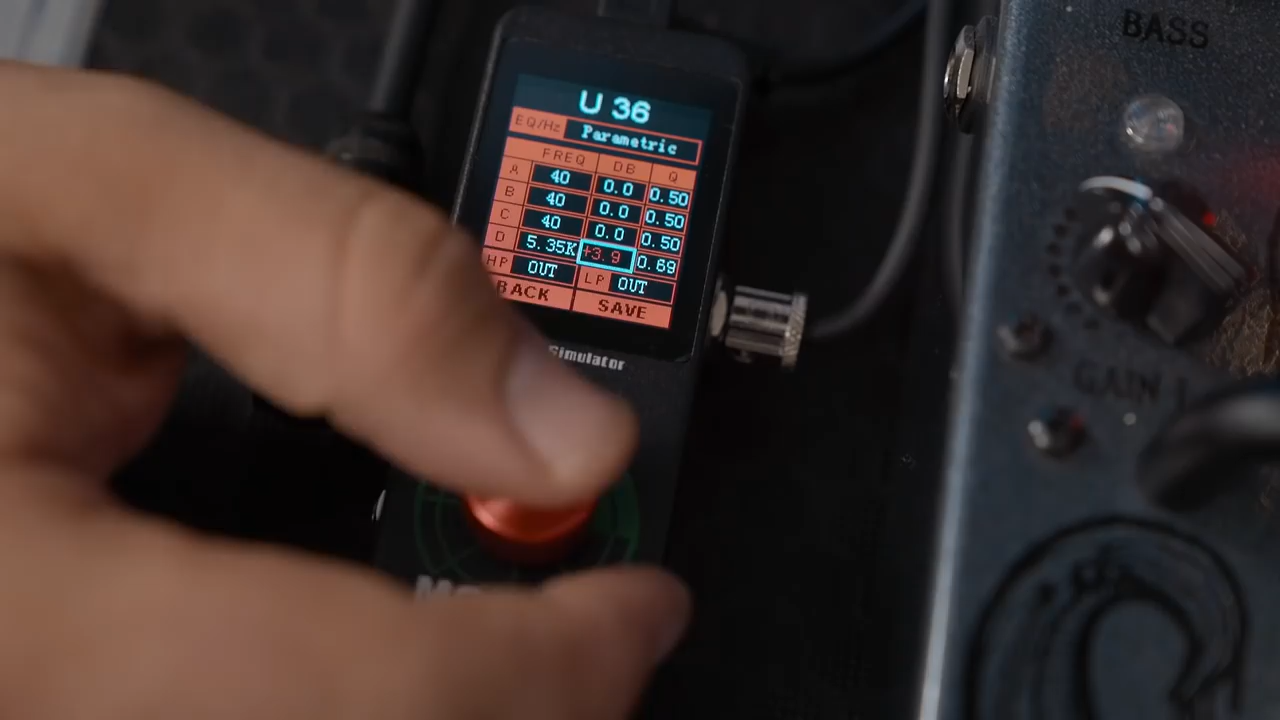 U 36
EQ/Hz Parametric
FREQ DB Q
A 40 0.0 0.50
B 40 0.0 0.50
C 40 0.0 0.50
D 5.35K +3.9 0.69
HP OUT LP OUT
BACK SAVE
Simulator
BASS
GAIN